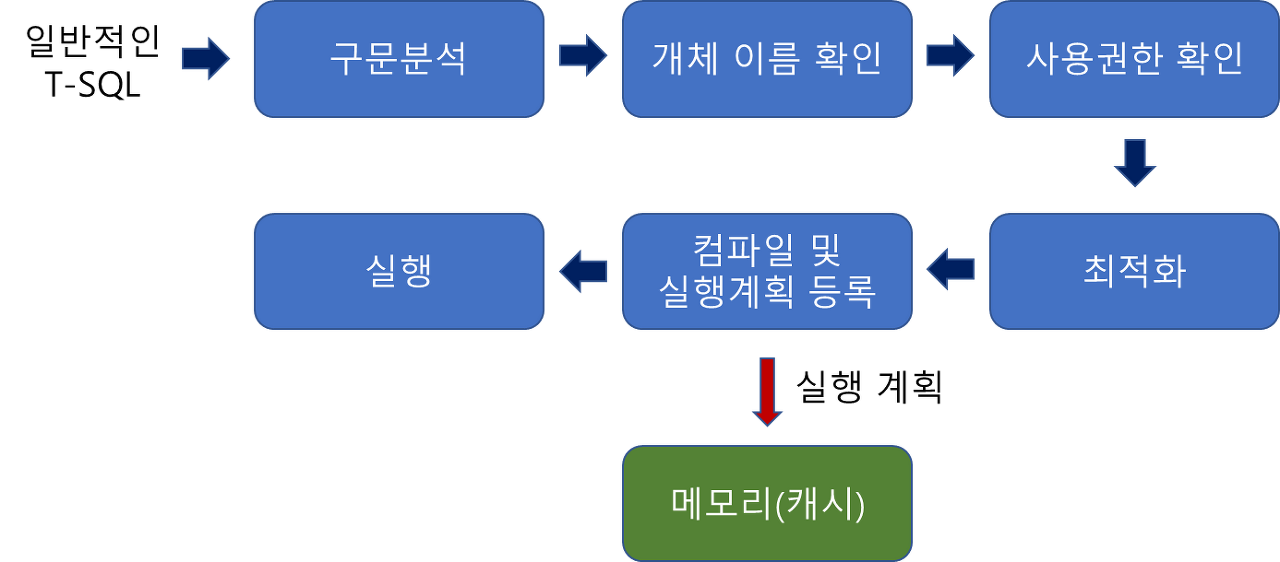 일반적인
T-SQL
구문분석
개체 이름 확인
사용권한 확인
실행
컴파일 및
실행계획 등록
최적화
실행 계획
메모리(캐시)